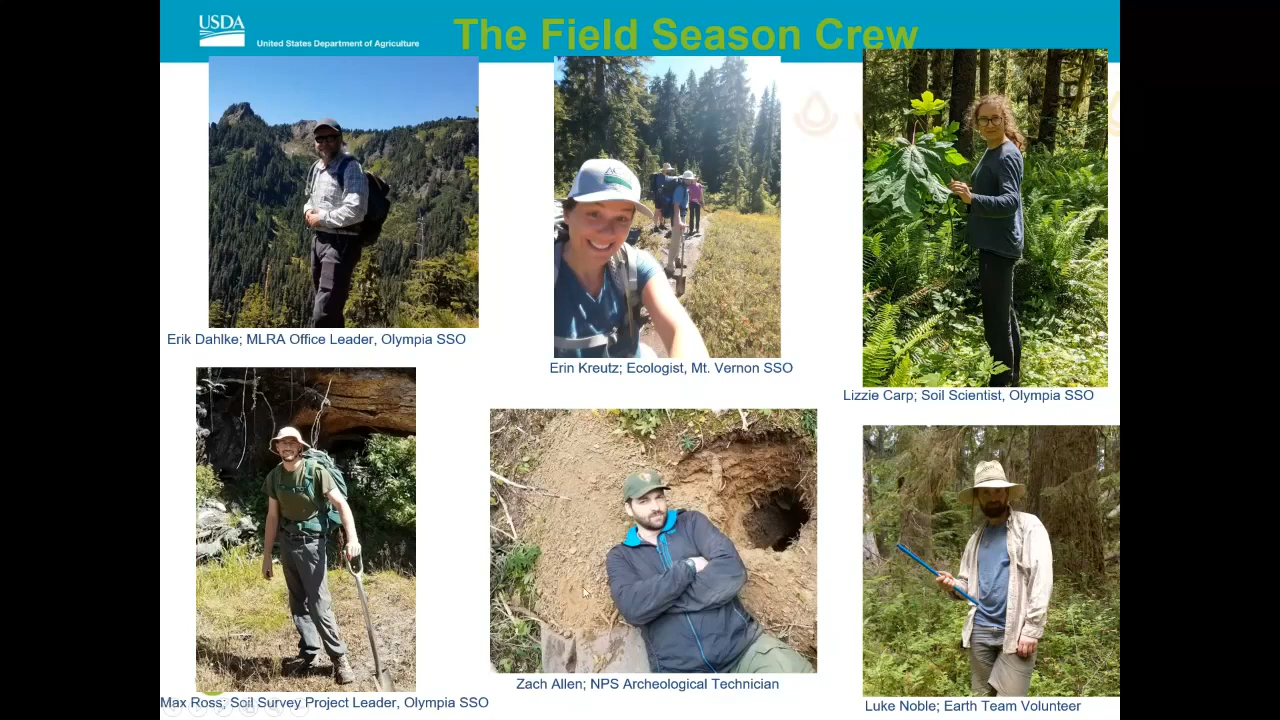 USDA
United States Department of Agriculture
The Field Season Crew
Erik Dahlke; MLRA Office Leader, Olympia SSO
Erin Kreutz; Ecologist, Mt. Vernon SSO
Lizzie Carp; Soil Scientist, Olympia SSO
Max Ross; Soil Survey Project Leader, Olympia SSO
Zach Allen; NPS Archeological Technician
Luke Noble; Earth Team Volunteer